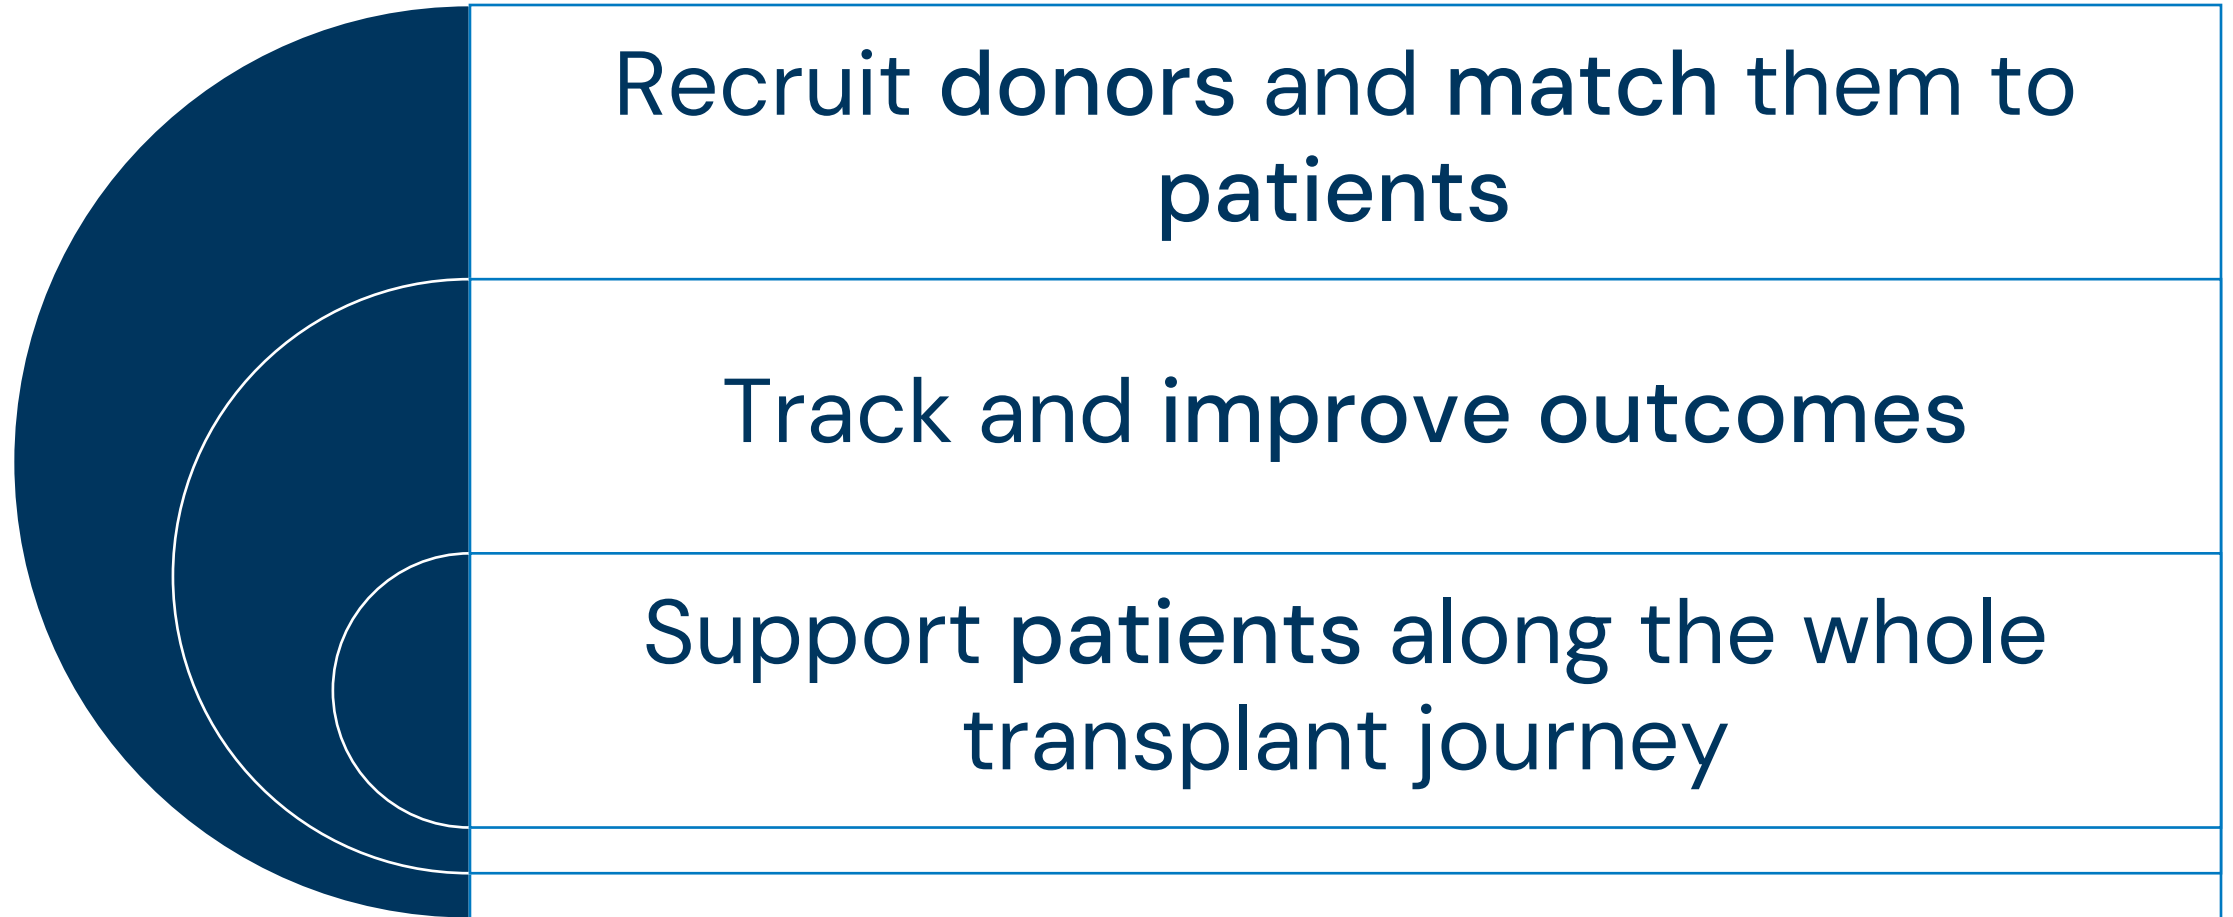 Recruit donors and match them to
patients
Track and improve outcomes
Support patients along the whole
transplant journey